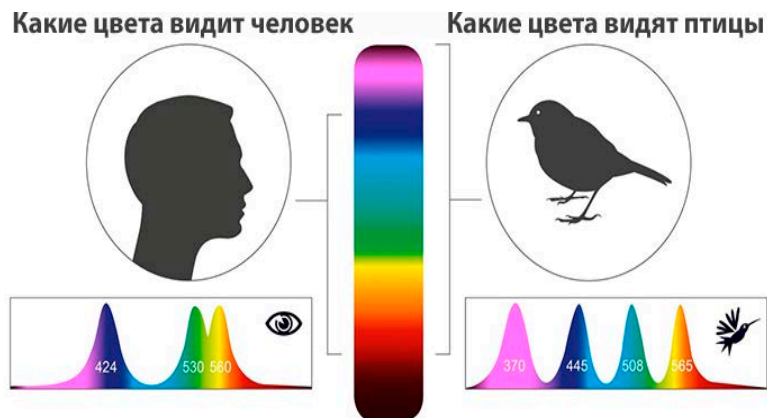 Какие цвета видит человек
Какие цвета видят птицы
424
530 560
370 445 508 565